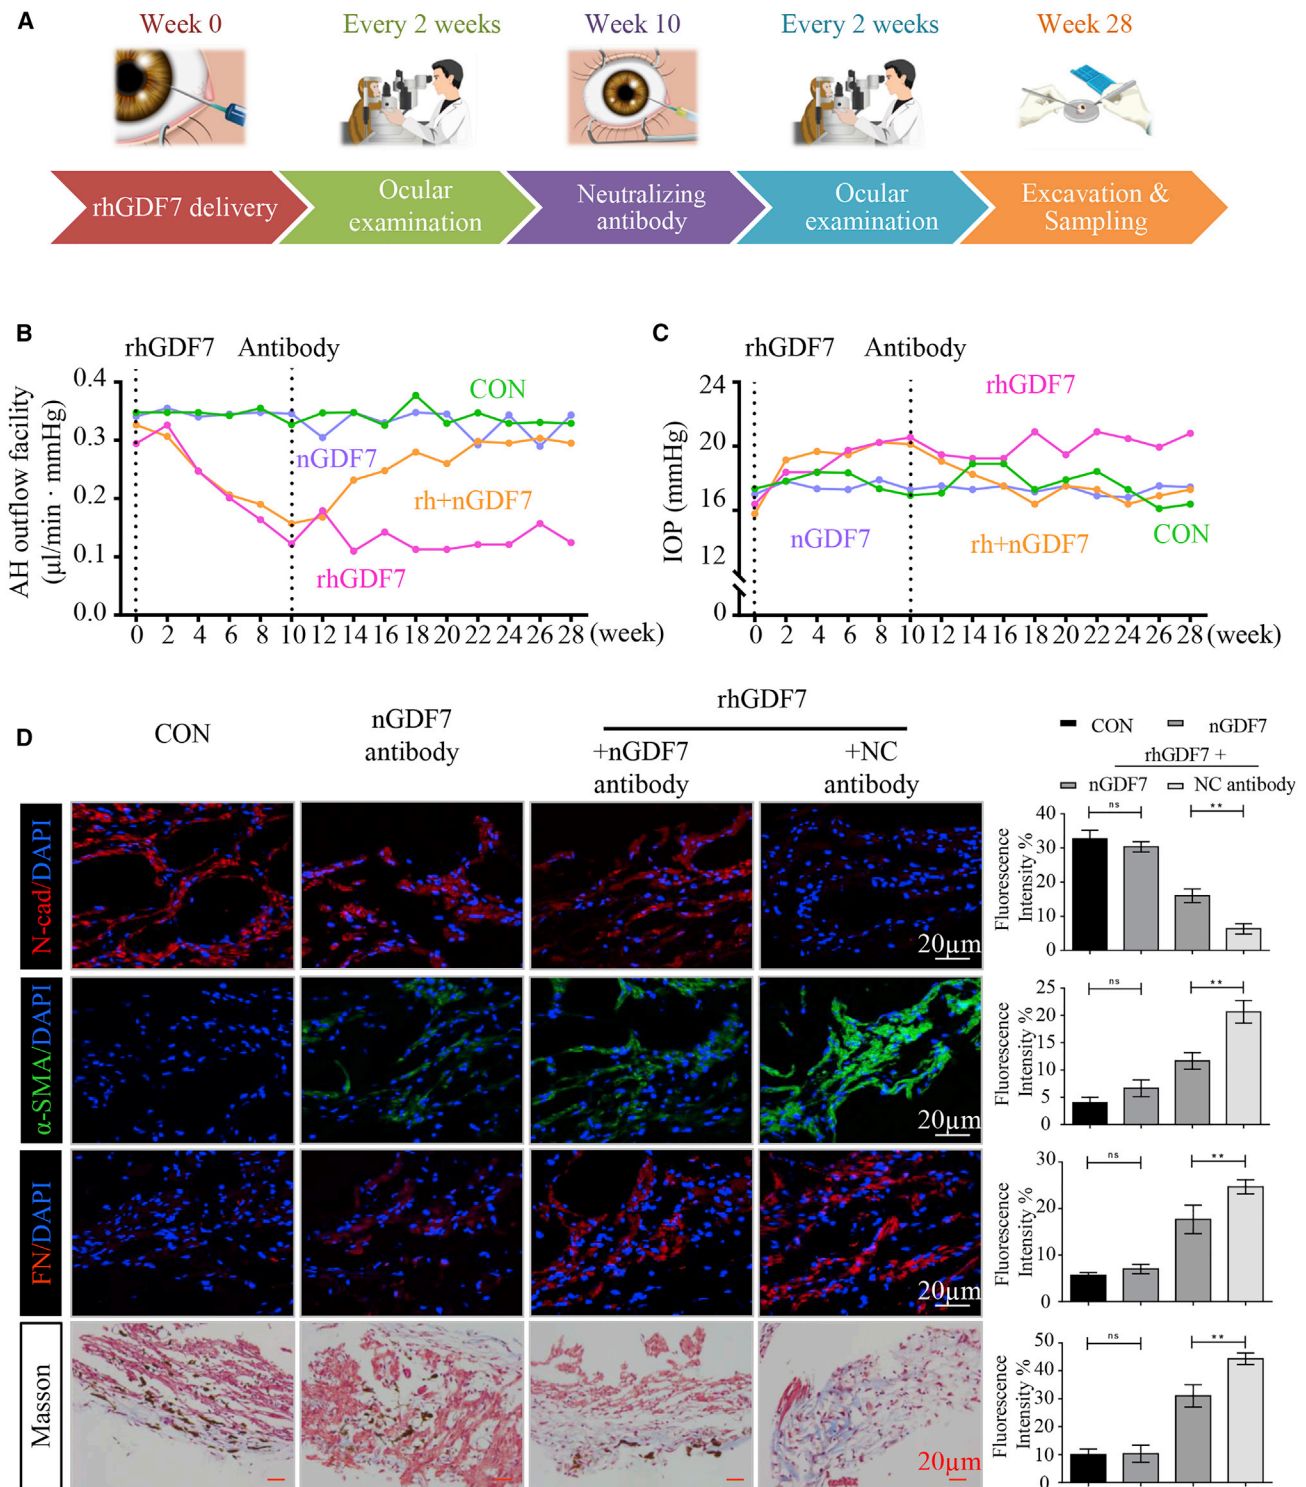 A
Week 0
Every 2 weeks
Week 10
Every 2 weeks
Week 28
rhGDF7 delivery
Ocular
examination
Neutralizing
antibody
Ocular
examination
Excavation &
Sampling
B
rhGDF7 Antibody
AH outflow facility
(µl/min · mmHg)
0.4
0.3
0.2
0.1
0.0
CON
nGDF7
rh+nGDF7
rhGDF7
0 2 4 6 8 10 12 14 16 18 20 22 24 26 28 (week)
C
rhGDF7 Antibody
IOP (mmHg)
24
20
16
12
0
rhGDF7
nGDF7
rh+nGDF7
CON
0 2 4 6 8 10 12 14 16 18 20 22 24 26 28 (week)
D
CON
nGDF7
antibody
rhGDF7
+nGDF7
antibody
+NC
antibody
CON nGDF7
rhGDF7 +
nGDF7 NC antibody
N-cad/DAPI
20µm
Fluorescence
Intensity %
40
30
20
10
0
ns
**
α-SMA/DAPI
20µm
Fluorescence
Intensity %
25
20
15
10
5
0
ns
**
FN/DAPI
20µm
Fluorescence
Intensity %
30
20
10
0
ns
**
Masson
20µm
Fluorescence
Intensity %
50
40
30
20
10
0
ns
**